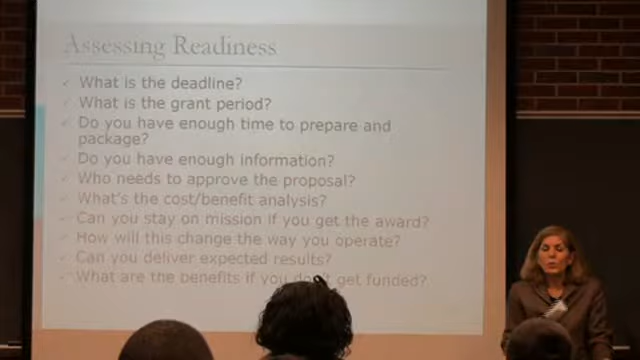 Assessing Readiness
✓ What is the deadline?
✓ What is the grant period?
✓ Do you have enough time to prepare and
package?
✓ Do you have enough information?
✓ Who needs to approve the proposal?
✓ What's the cost/benefit analysis?
✓ Can you stay on mission if you get the award?
✓ How will this change the way you operate?
✓ Can you deliver expected results?
✓ What are the benefits if you don't get funded?